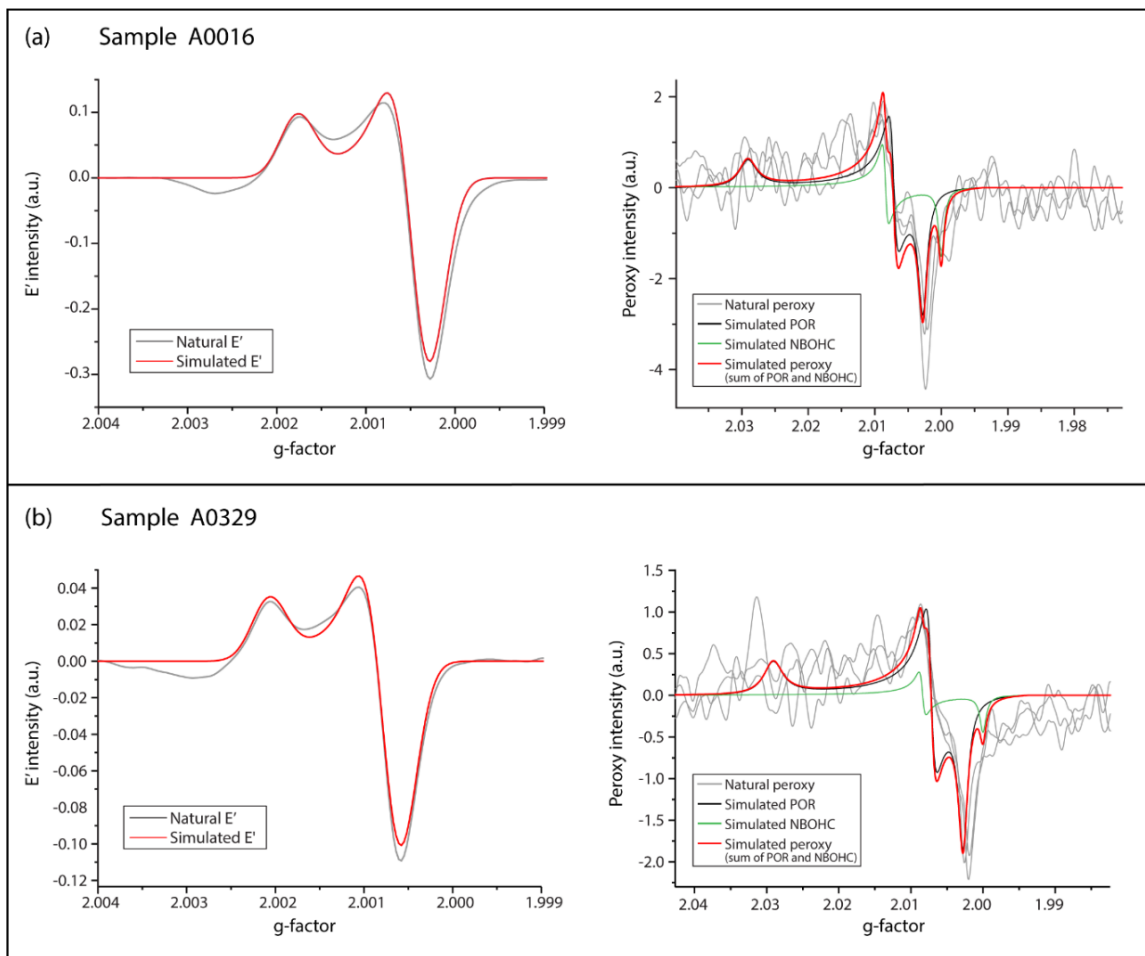 (a) Sample A0016
E′ intensity (a.u.)
0.1
0.0
-0.1
-0.2
-0.3
Natural E′
Simulated E'
2.004 2.003 2.002 2.001 2.000 1.999
g-factor
Peroxy intensity (a.u.)
2
0
-2
-4
Natural peroxy
Simulated POR
Simulated NBOHC
Simulated peroxy
(sum of POR and NBOHC)
2.03 2.02 2.01 2.00 1.99 1.98
g-factor
(b) Sample A0329
E′ intensity (a.u.)
0.04
0.02
0.00
-0.02
-0.04
-0.06
-0.08
-0.10
-0.12
Natural E′
Simulated E'
2.004 2.003 2.002 2.001 2.000 1.999
g-factor
Peroxy intensity (a.u.)
1.5
1.0
0.5
0.0
-0.5
-1.0
-1.5
-2.0
Natural peroxy
Simulated POR
Simulated NBOHC
Simulated peroxy
(sum of POR and NBOHC)
2.04 2.03 2.02 2.01 2.00 1.99
g-factor